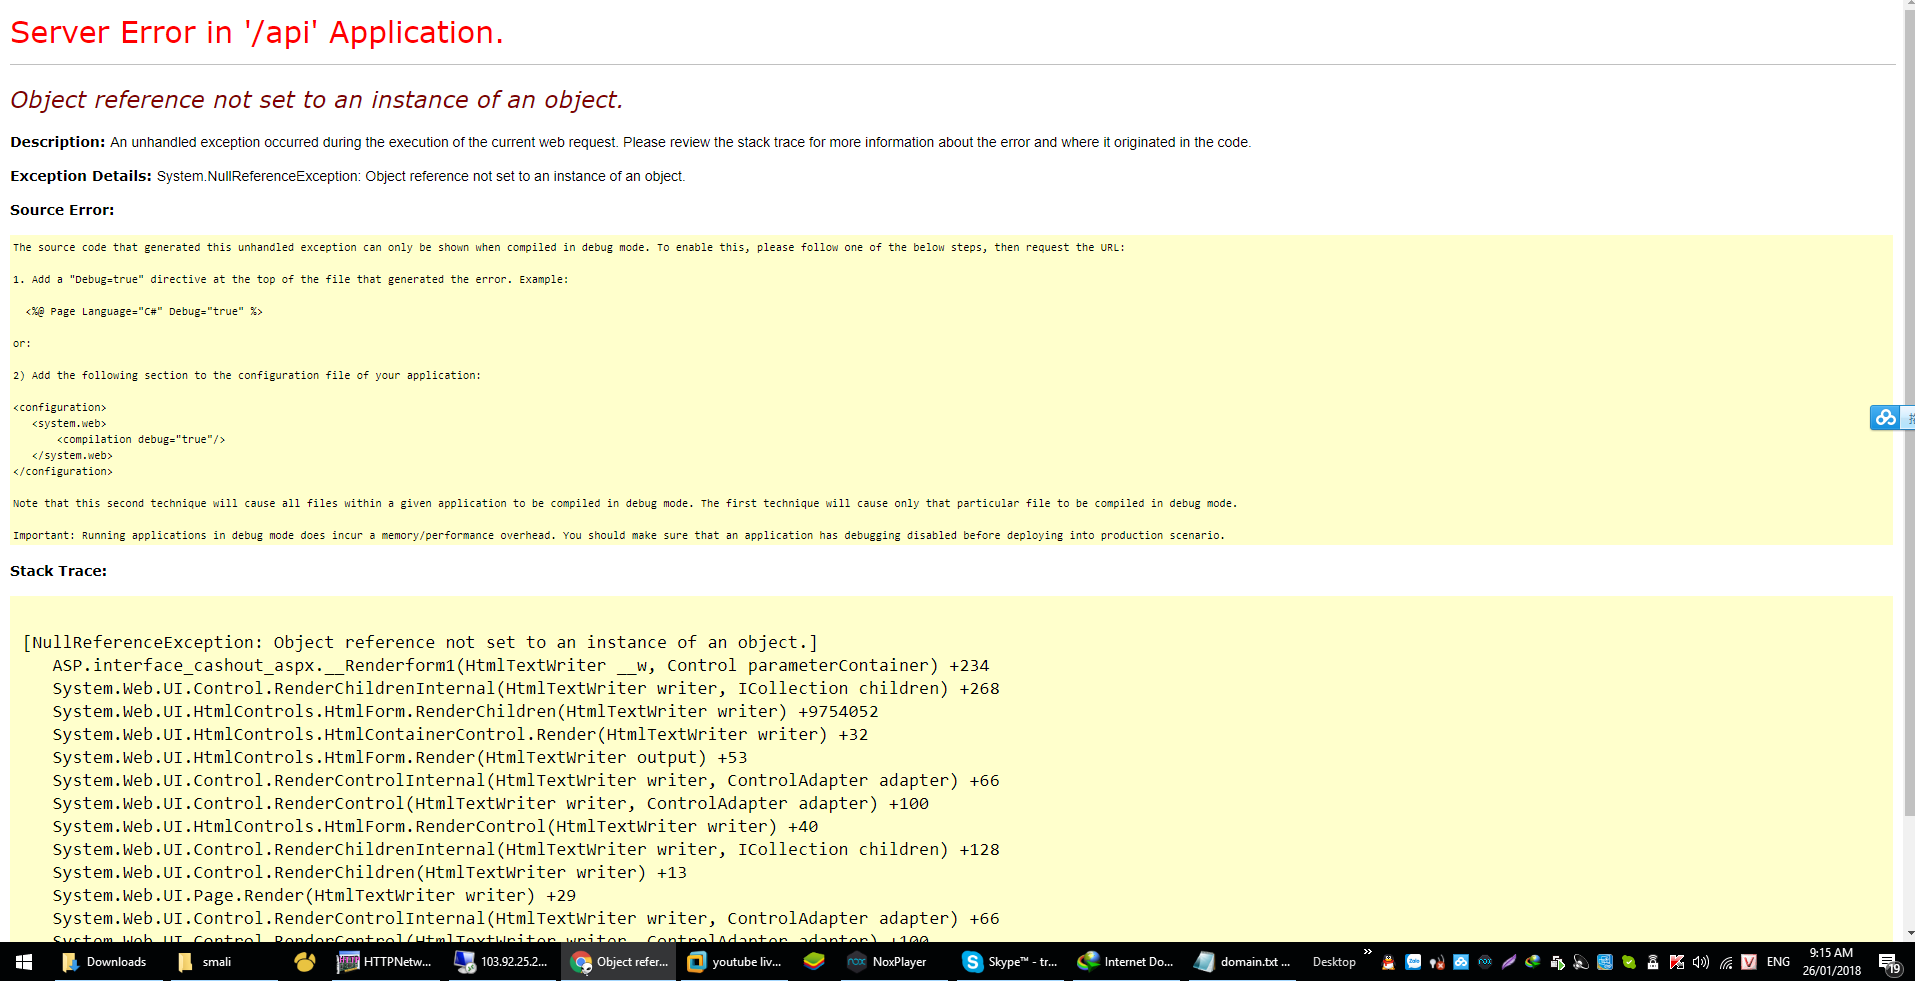 Server Error in '/api' Application.
Object reference not set to an instance of an object.
Description: An unhandled exception occurred during the execution of the current web request. Please review the stack trace for more information about the error and where it originated in the code.
Exception Details: System.NullReferenceException: Object reference not set to an instance of an object.
Source Error:
The source code that generated this unhandled exception can only be shown when compiled in debug mode. To enable this, please follow one of the below steps, then request the URL:
1. Add a "Debug=true" directive at the top of the file that generated the error. Example:
<%@ Page Language="C#" Debug="true" %>
or:
2) Add the following section to the configuration file of your application:
<configuration>
<system.web>
<compilation debug="true"/>
</system.web>
</configuration>
Note that this second technique will cause all files within a given application to be compiled in debug mode. The first technique will cause only that particular file to be compiled in debug mode.
Important: Running applications in debug mode does incur a memory/performance overhead. You should make sure that an application has debugging disabled before deploying into production scenario.
Stack Trace:
[NullReferenceException: Object reference not set to an instance of an object.]
ASP.interface_cashout_aspx.__Renderform1(HtmlTextWriter __w, Control parameterContainer) +234
System.Web.UI.Control.RenderChildrenInternal(HtmlTextWriter writer, ICollection children) +268
System.Web.UI.HtmlControls.HtmlForm.RenderChildren(HtmlTextWriter writer) +9754052
System.Web.UI.HtmlControls.HtmlContainerControl.Render(HtmlTextWriter writer) +32
System.Web.UI.HtmlControls.HtmlForm.Render(HtmlTextWriter output) +53
System.Web.UI.Control.RenderControlInternal(HtmlTextWriter writer, ControlAdapter adapter) +66
System.Web.UI.Control.RenderControl(HtmlTextWriter writer, ControlAdapter adapter) +100
System.Web.UI.HtmlControls.HtmlForm.RenderControl(HtmlTextWriter writer) +40
System.Web.UI.Control.RenderChildrenInternal(HtmlTextWriter writer, ICollection children) +128
System.Web.UI.Control.RenderChildren(HtmlTextWriter writer) +13
System.Web.UI.Page.Render(HtmlTextWriter writer) +29
System.Web.UI.Control.RenderControlInternal(HtmlTextWriter writer, ControlAdapter adapter) +66
System.Web.UI.Control.RenderControl(HtmlTextWriter writer, ControlAdapter adapter) +100
Downloads smali HTTPNetw... 103.92.25.2... Object refer... youtube liv... NoxPlayer Skype™ - tr... Internet Do... domain.txt ... Desktop » ENG 9:15 AM
26/01/2018 19